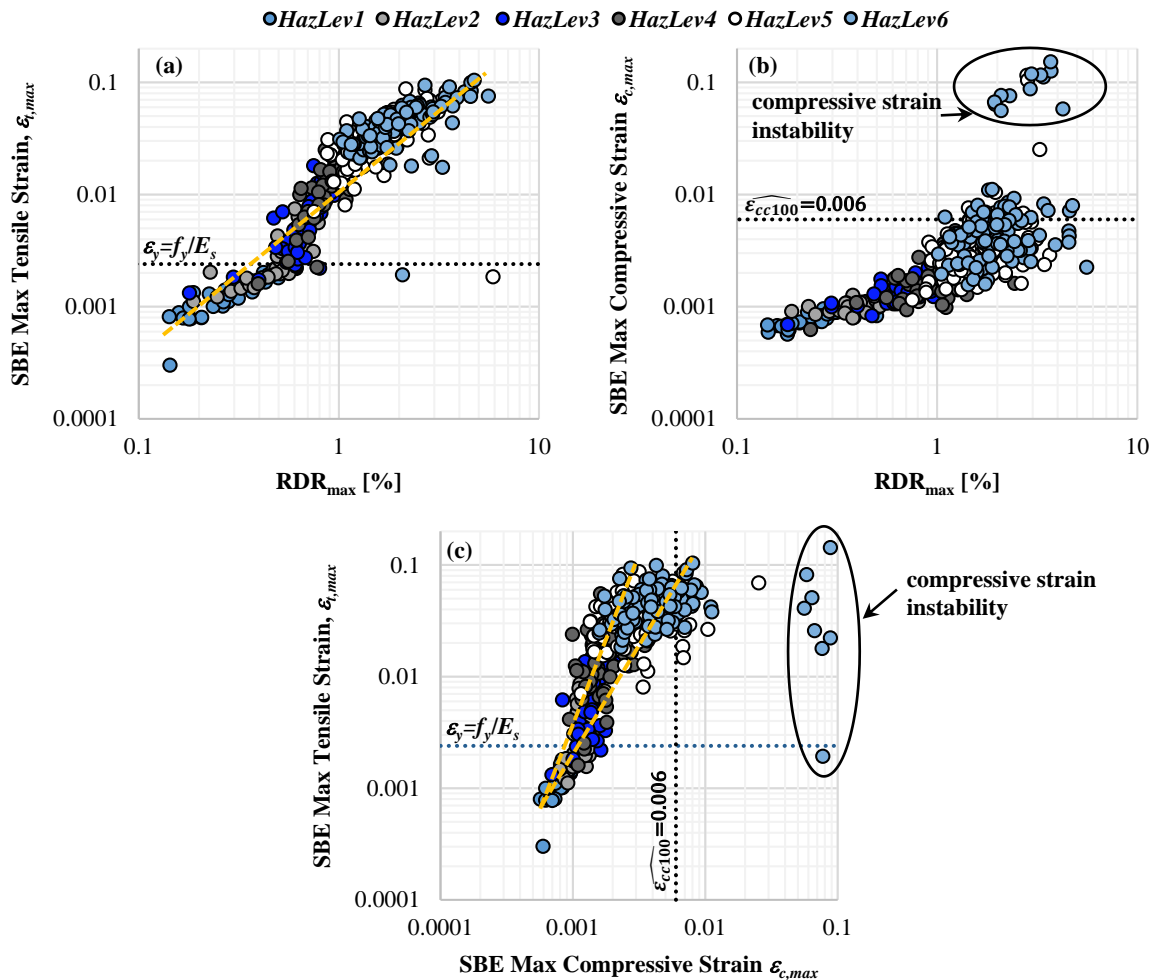 HazLev1 HazLev2 HazLev3 HazLev4 HazLev5 HazLev6
(a)
SBE Max Tensile Strain, εt,max
0.1
0.01
0.001
0.0001
εy=fy/Es
0.1 1 10
RDRmax [%]
(b)
SBE Max Compressive Strain εc,max
0.1
0.01
0.001
0.0001
compressive strain
instability
εcc100=0.006
0.1 1 10
RDRmax [%]
(c)
SBE Max Tensile Strain, εt,max
0.1
0.01
0.001
0.0001
εy=fy/Es
εcc100=0.006
compressive strain
instability
0.0001 0.001 0.01 0.1
SBE Max Compressive Strain εc,max